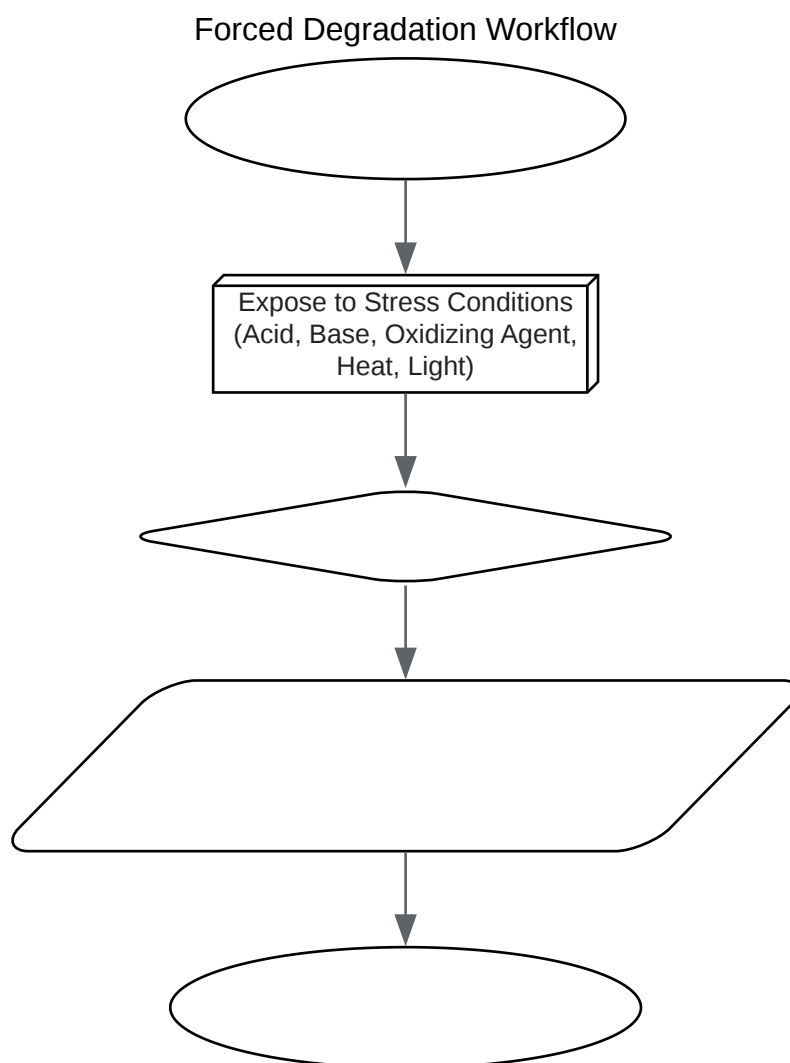 Forced Degradation Workflow
Expose to Stress Conditions
(Acid, Base, Oxidizing Agent,
Heat, Light)